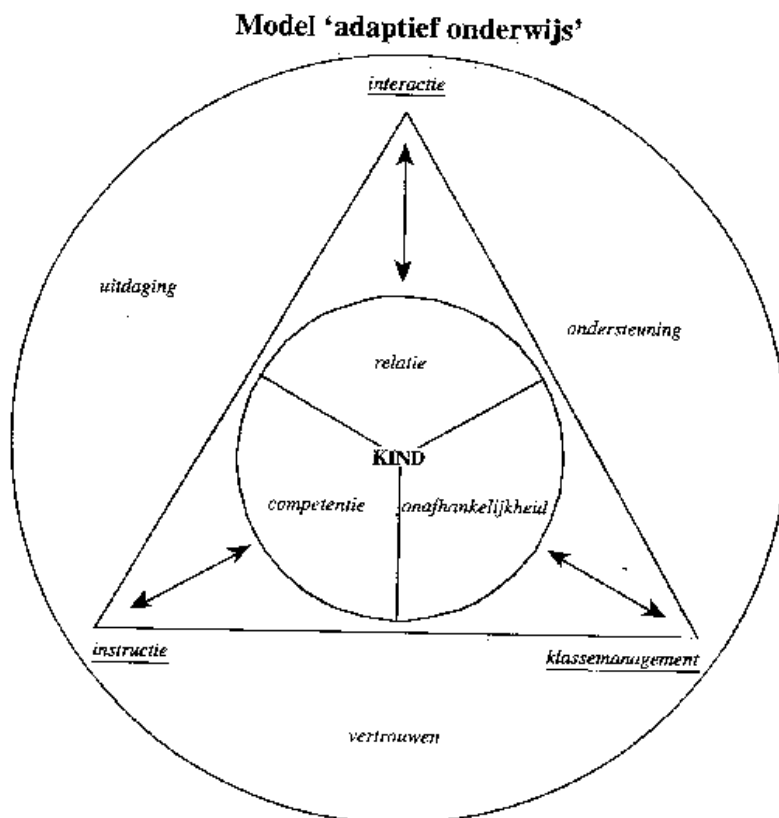 Model ‘adaptief onderwijs’
interactie
uitdaging
ondersteuning
relatie
KIND
competentie
onafhankelijkheid
instructie
klassemanagement
vertrouwen